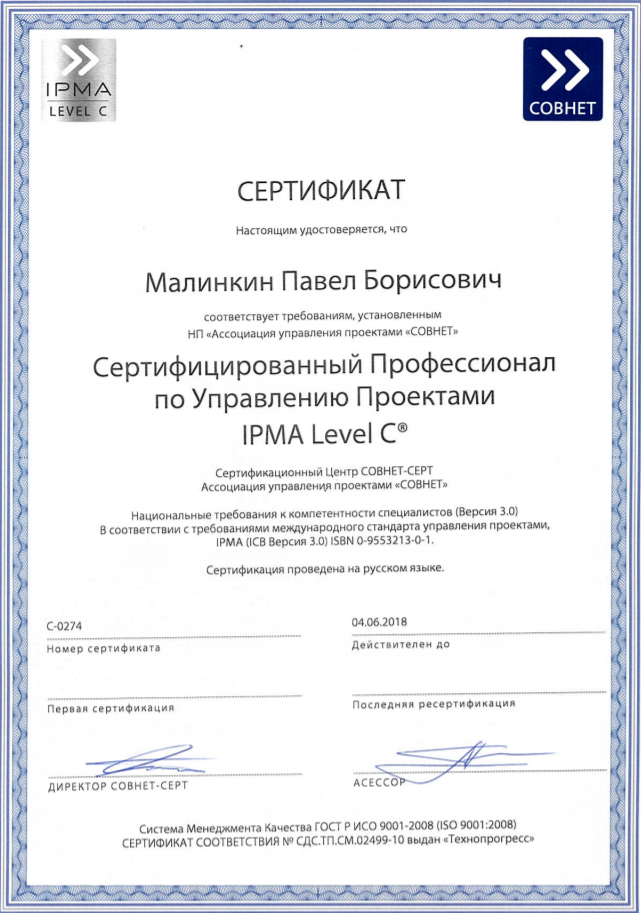 IPMA
LEVEL C
СОВНЕТ
СЕРТИФИКАТ
Настоящим удостоверяется, что
Малинкин Павел Борисович
соответствует требованиям, установленным
НП «Ассоциация управления проектами «СОВНЕТ»
Сертифицированный Профессионал
по Управлению Проектами
IPMA Level C®
Сертификационный Центр СОВНЕТ-СЕРТ
Ассоциация управления проектами «СОВНЕТ»
Национальные требования к компетентности специалистов (Версия 3.0)
В соответствии с требованиями международного стандарта управления проектами,
IPMA (ICB Версия 3.0) ISBN 0-9553213-0-1.
Сертификация проведена на русском языке.
C-0274
Номер сертификата
04.06.2018
Действителен до
Первая сертификация
Последняя ресертификация
ДИРЕКТОР СОВНЕТ-СЕРТ
АСЕССОР
Система Менеджмента Качества ГОСТ Р ИСО 9001-2008 (ISO 9001:2008)
СЕРТИФИКАТ СООТВЕТСТВИЯ № СДС.ТП.СМ.02499-10 выдан «Технопрогресс»